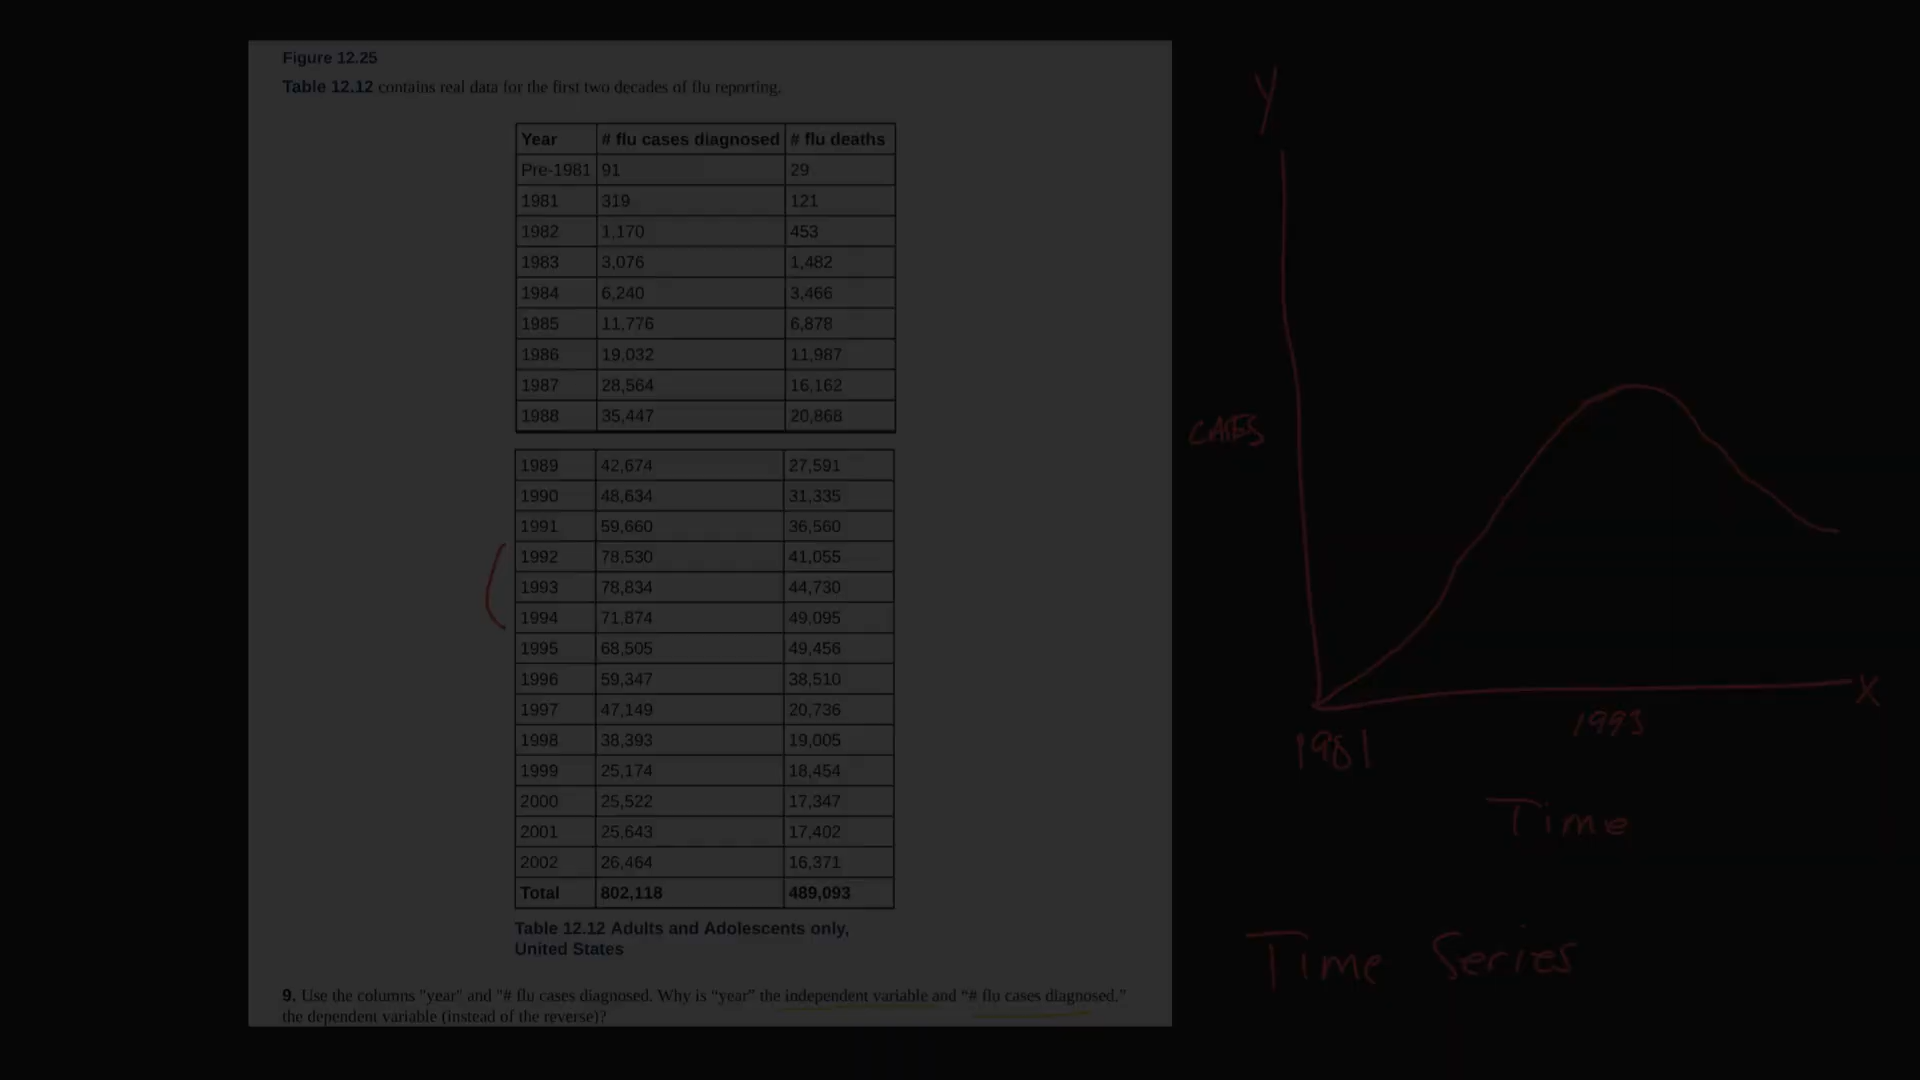 Figure 12.25
Table 12.12 contains real data for the first two decades of flu reporting.
Year # flu cases diagnosed # flu deaths
Pre-1981 91 29
1981 319 121
1982 1,170 453
1983 3,076 1,482
1984 6,240 3,466
1985 11,776 6,878
1986 19,032 11,987
1987 28,564 16,162
1988 35,447 20,868
1989 42,674 27,591
1990 48,634 31,335
1991 59,660 36,560
1992 78,530 41,055
1993 78,834 44,730
1994 71,874 49,095
1995 68,505 49,456
1996 59,347 38,510
1997 47,149 20,736
1998 38,393 19,005
1999 25,174 18,454
2000 25,522 17,347
2001 25,643 17,402
2002 26,464 16,371
Total 802,118 489,093
Table 12.12 Adults and Adolescents only,
United States
9. Use the columns "year" and "# flu cases diagnosed. Why is “year” the independent variable and “# flu cases diagnosed.”
the dependent variable (instead of the reverse)?
Y
CASES
X
1993
1981
Time
Time Series